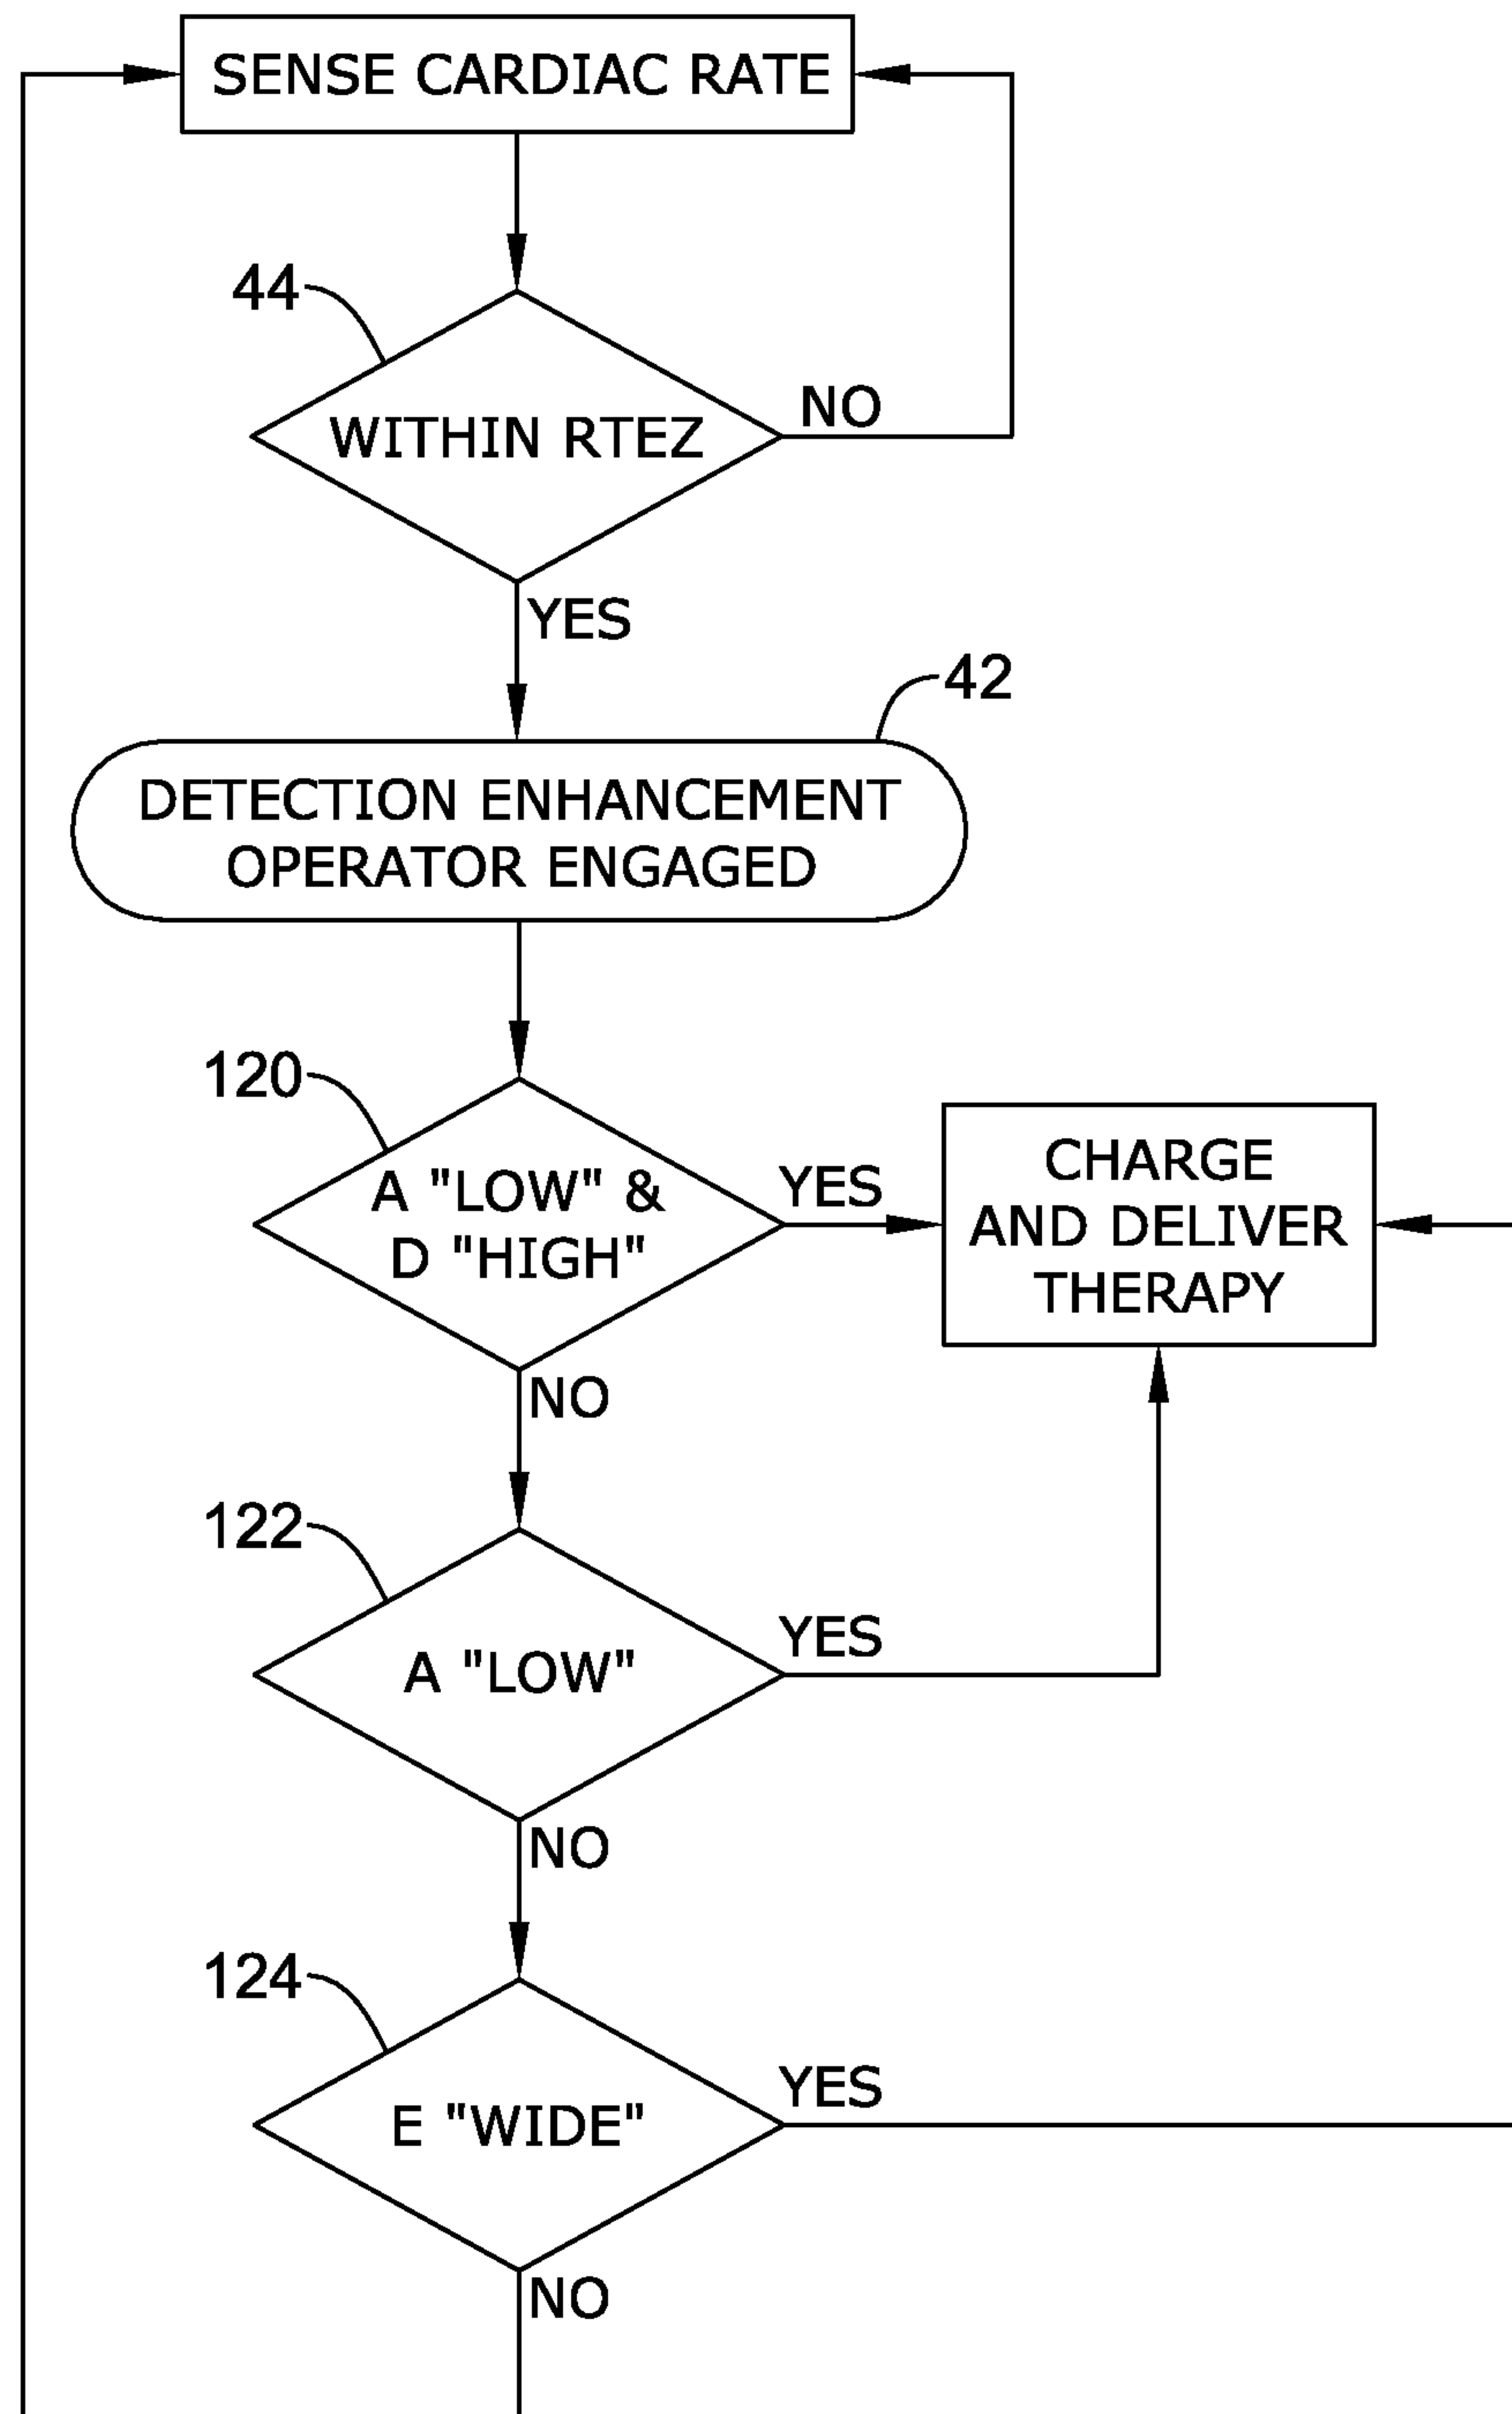 SENSE CARDIAC RATE
44
WITHIN RTEZ
NO
YES
42
DETECTION ENHANCEMENT
OPERATOR ENGAGED
120
A "LOW" &
D "HIGH"
YES
CHARGE
AND DELIVER
THERAPY
NO
122
A "LOW"
YES
NO
124
E "WIDE"
YES
NO